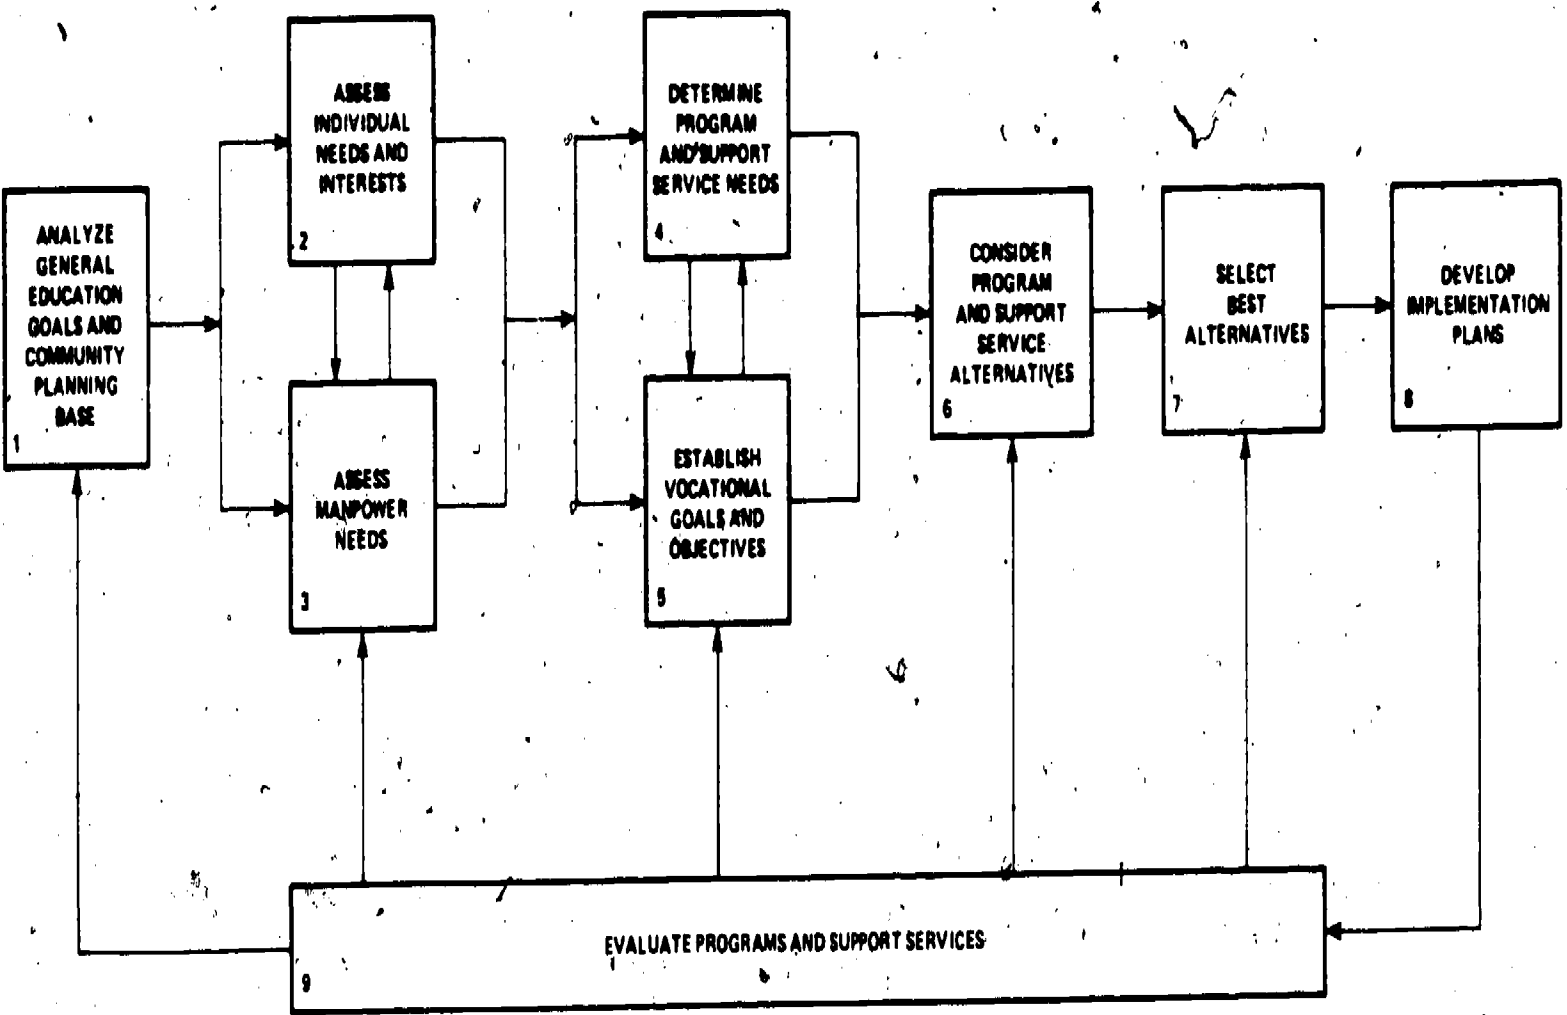 ANALYZE
GENERAL
EDUCATION
GOALS AND
COMMUNITY
PLANNING
BASE
1
ASSESS
INDIVIDUAL
NEEDS AND
INTERESTS
2
ASSESS
MANPOWER
NEEDS
3
DETERMINE
PROGRAM
AND SUPPORT
SERVICE NEEDS
4
ESTABLISH
VOCATIONAL
GOALS AND
OBJECTIVES
5
CONSIDER
PROGRAM
AND SUPPORT
SERVICE
ALTERNATIVES
6
SELECT
BEST
ALTERNATIVES
7
DEVELOP
IMPLEMENTATION
PLANS
8
EVALUATE PROGRAMS AND SUPPORT SERVICES
9